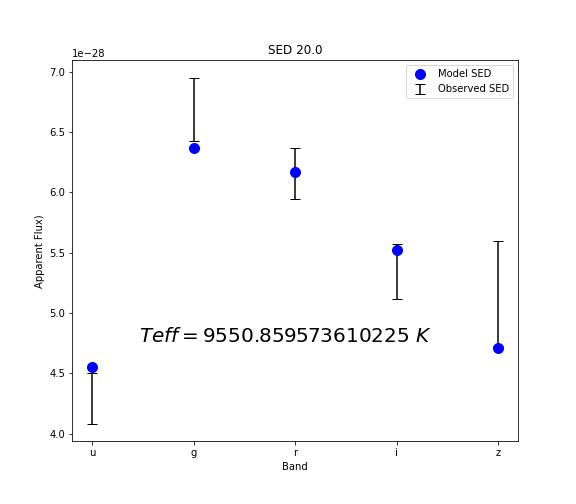 SED 20.0
1e−28
Model SED
Observed SED
7.0
6.5
6.0
5.5
5.0
4.5
4.0
Apparent Flux)
Teff = 9550.859573610225 K
u g r i z
Band